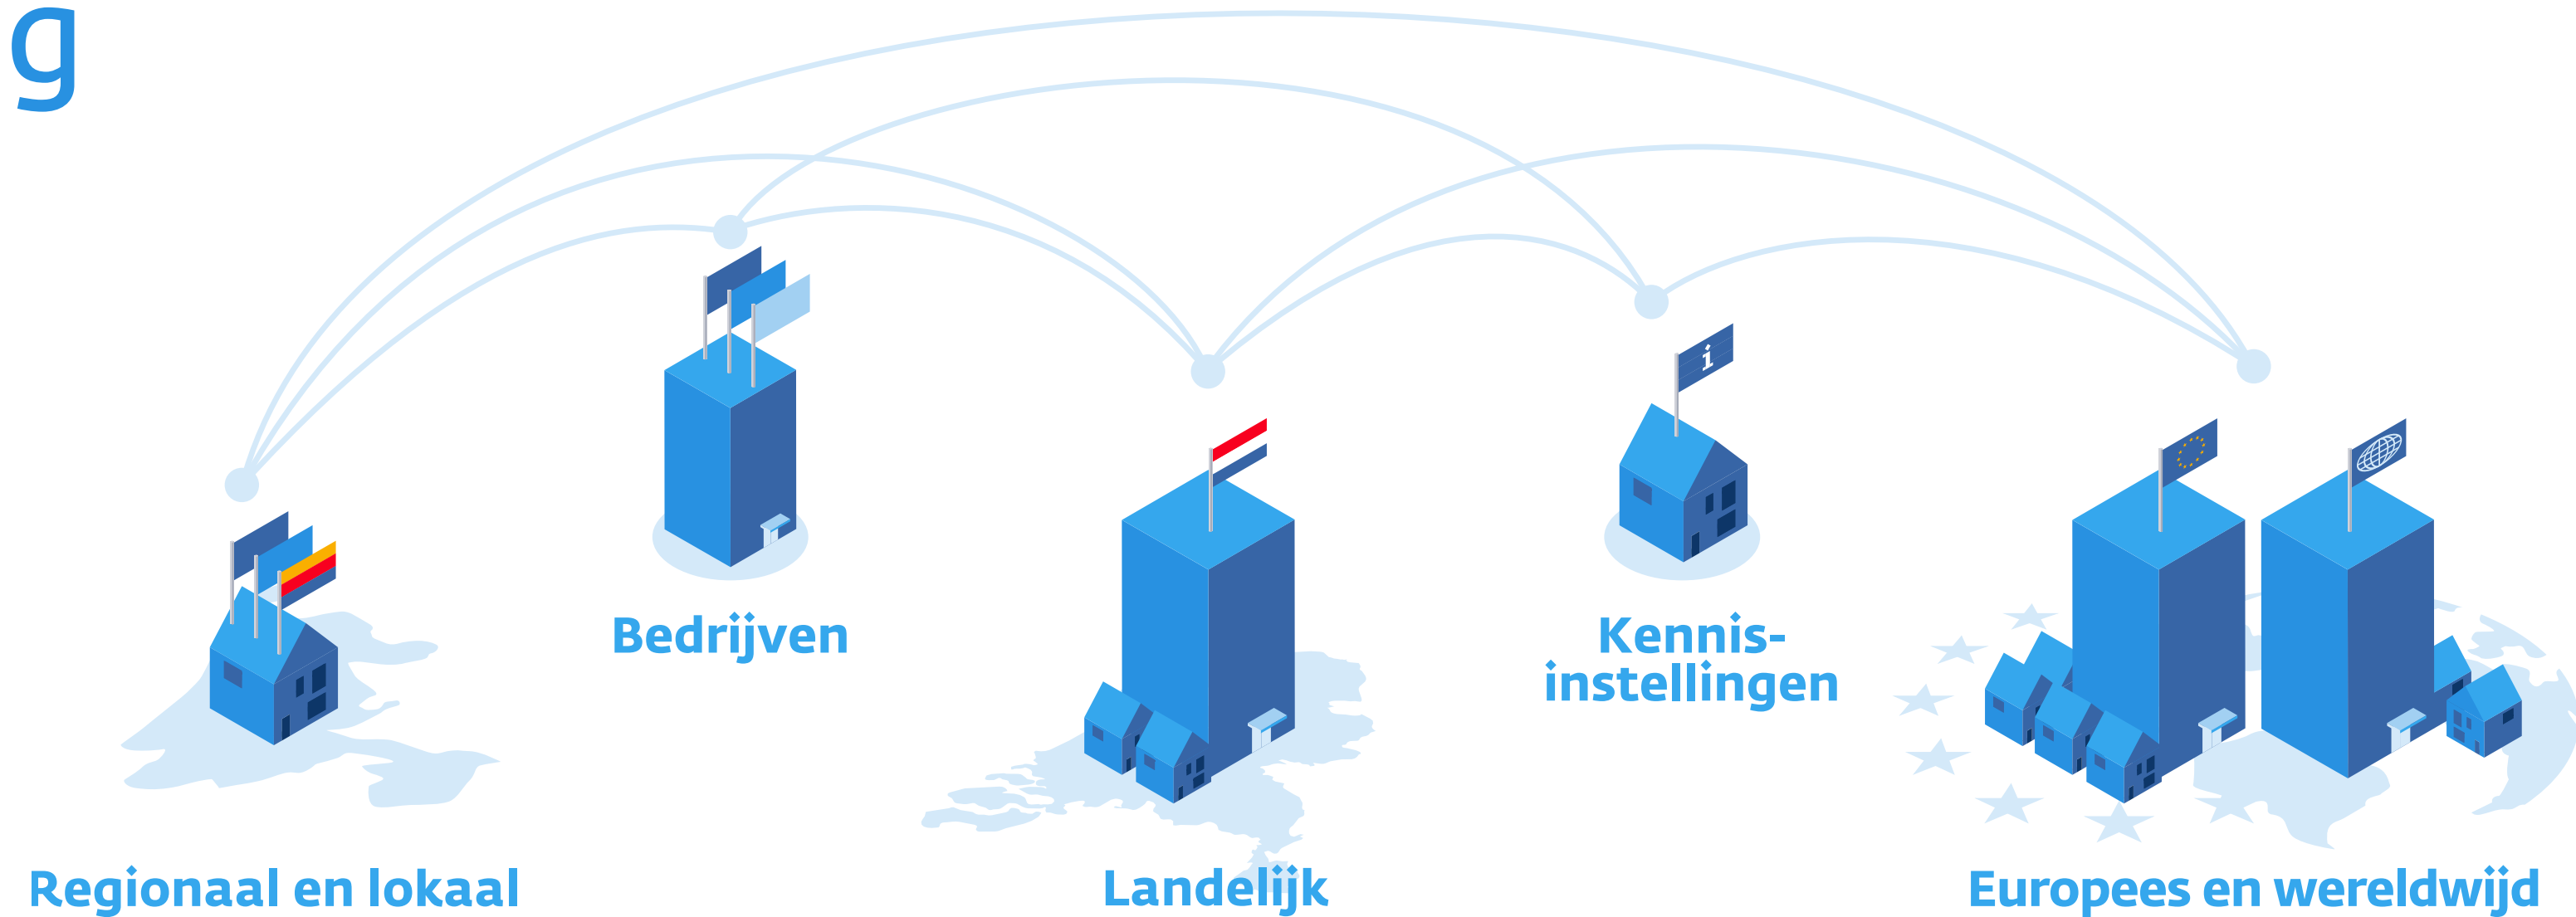 g
i
Bedrijven
Kennis-
instellingen
Regionaal en lokaal
Landelijk
Europees en wereldwijd